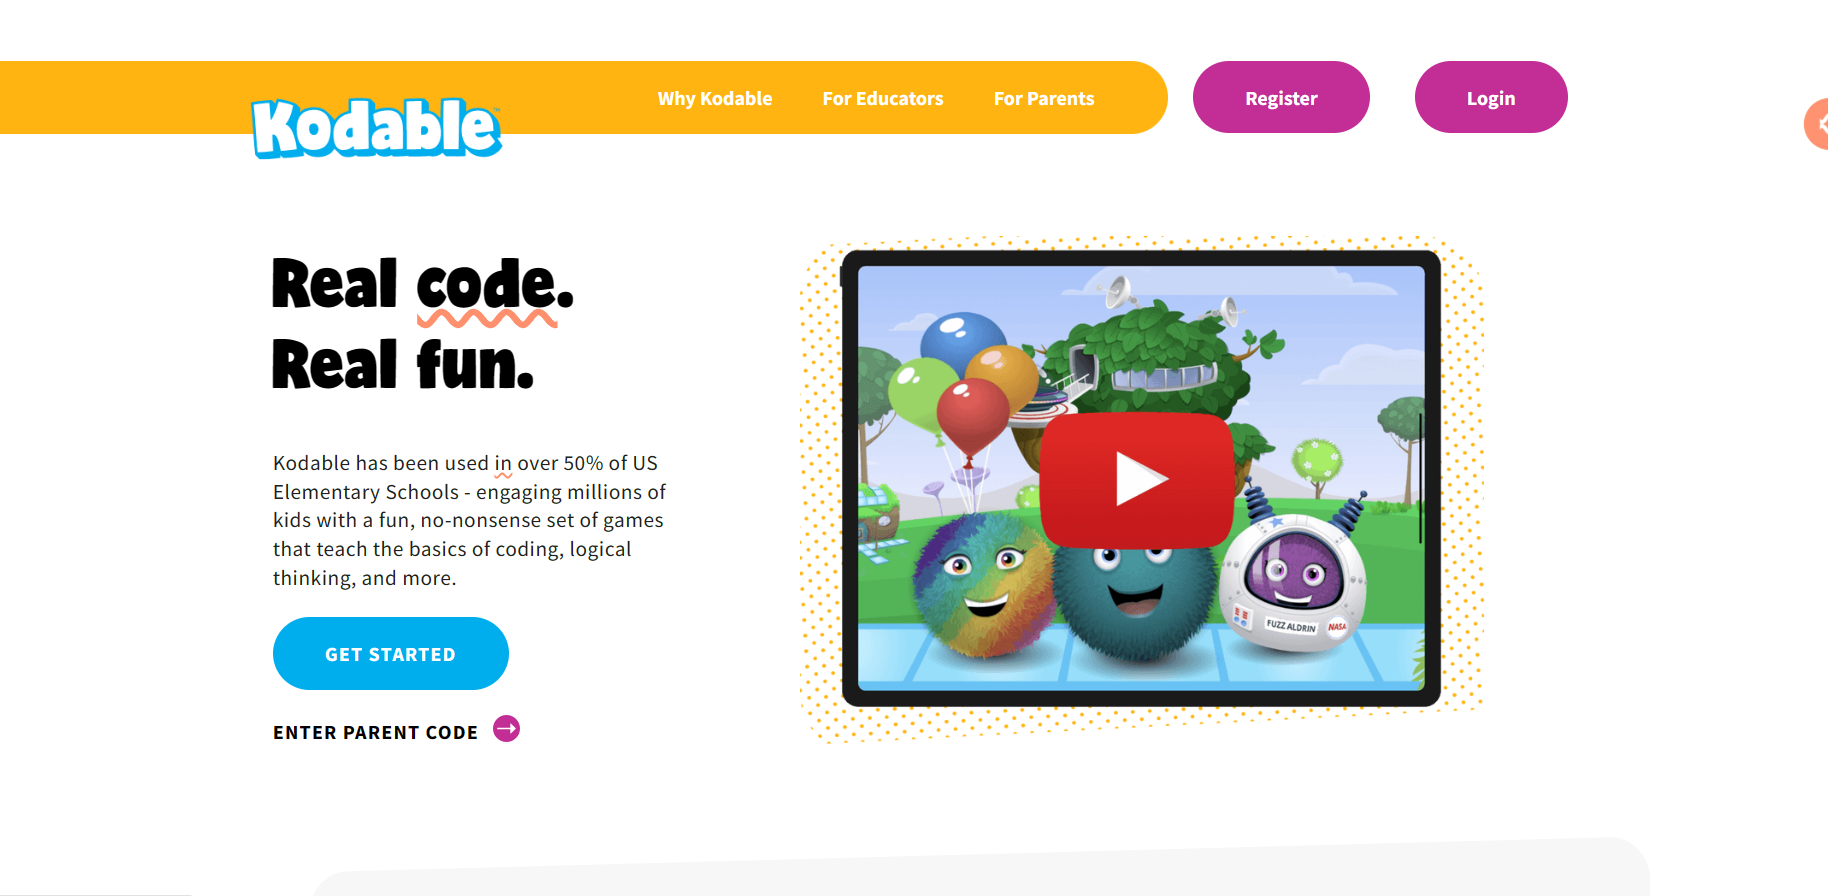 Why Kodable
For Educators
For Parents
Register
Login
Kodable™
Real code.
Real fun.
Kodable has been used in over 50% of US
Elementary Schools - engaging millions of
kids with a fun, no-nonsense set of games
that teach the basics of coding, logical
thinking, and more.
GET STARTED
ENTER PARENT CODE
FUZZ ALDRIN
NASA